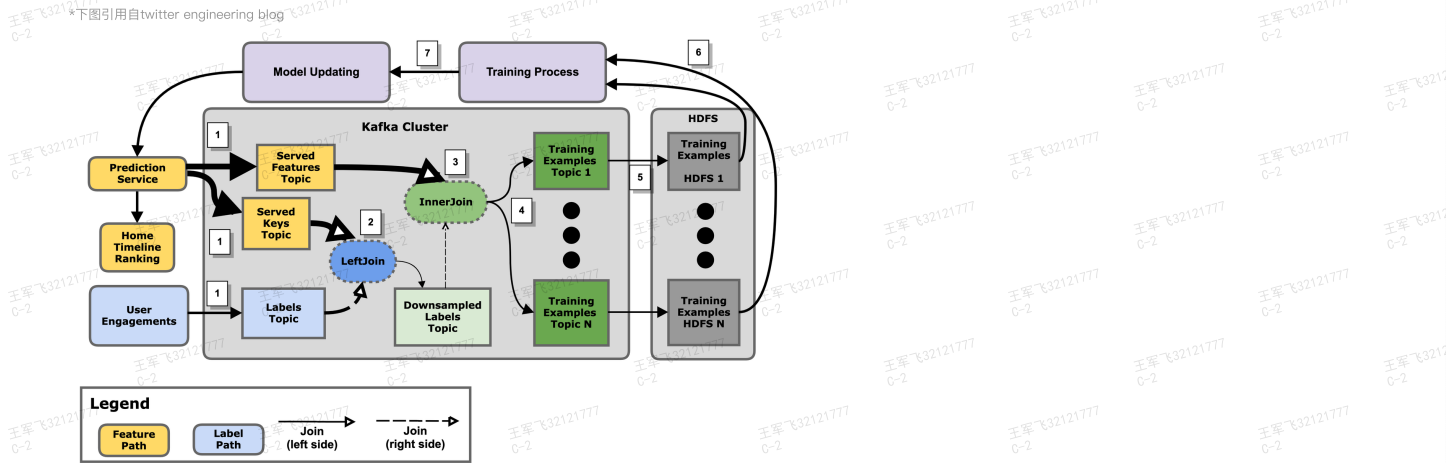 *下图引用自twitter engineering blog
6
7
Model Updating
Training Process
Kafka Cluster
HDFS
1
Prediction
Service
Served
Features
Topic
3
Training
Examples
Topic 1
5
Training
Examples
HDFS 1
InnerJoin
4
Served
Keys
Topic
2
1
Home
Timeline
Ranking
LeftJoin
User
Engagements
1
Labels
Topic
Downsampled
Labels
Topic
Training
Examples
Topic N
Training
Examples
HDFS N
Legend
Feature
Path
Label
Path
Join
(left side)
Join
(right side)
王军飞32121777
C-2